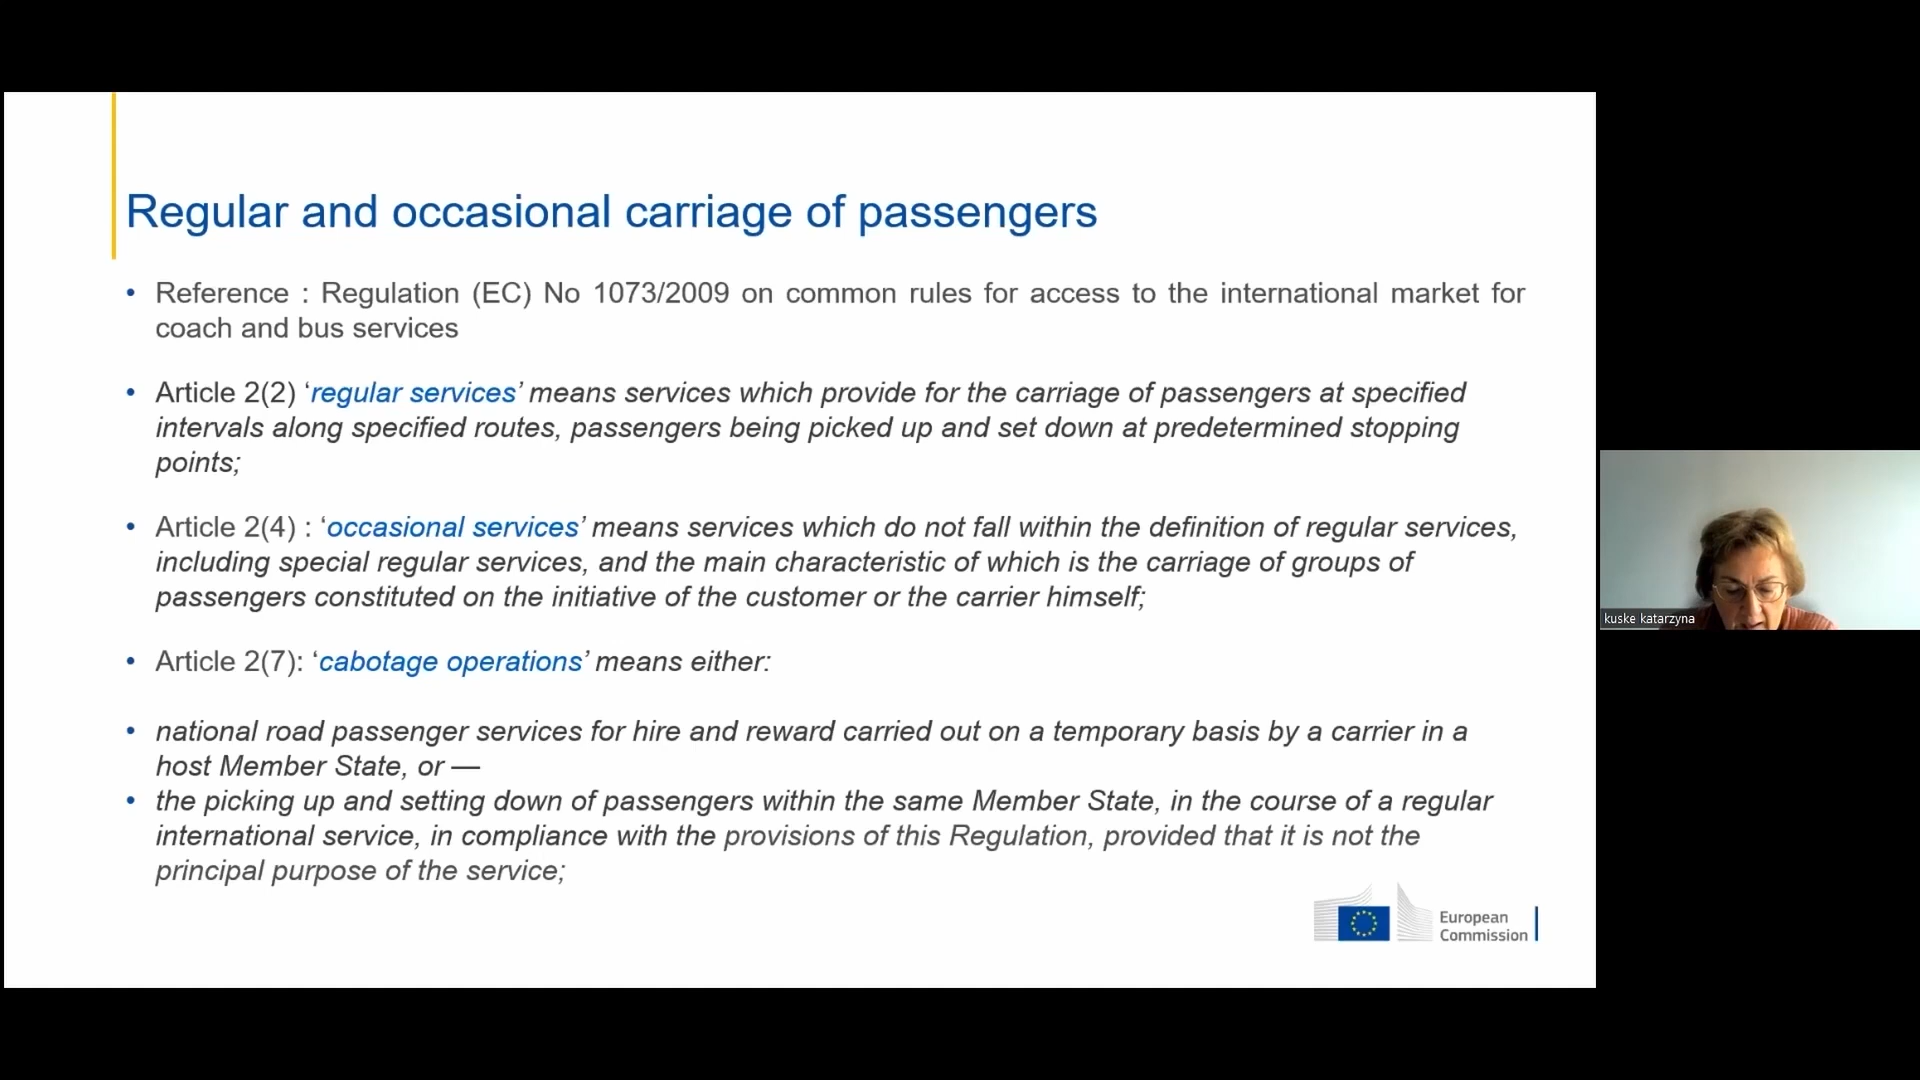 Regular and occasional carriage of passengers
• Reference : Regulation (EC) No 1073/2009 on common rules for access to the international market for
coach and bus services
• Article 2(2) ‘regular services’ means services which provide for the carriage of passengers at specified
intervals along specified routes, passengers being picked up and set down at predetermined stopping
points;
• Article 2(4) : ‘occasional services’ means services which do not fall within the definition of regular services,
including special regular services, and the main characteristic of which is the carriage of groups of
passengers constituted on the initiative of the customer or the carrier himself;
• Article 2(7): ‘cabotage operations’ means either:
• national road passenger services for hire and reward carried out on a temporary basis by a carrier in a
host Member State, or —
• the picking up and setting down of passengers within the same Member State, in the course of a regular
international service, in compliance with the provisions of this Regulation, provided that it is not the
principal purpose of the service;
European
Commission
kuske katarzyna